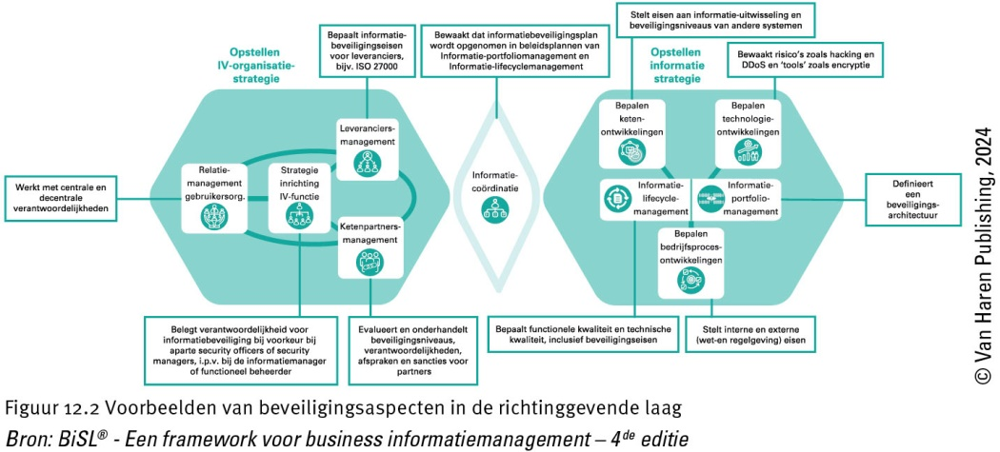 Bepaalt informatie-
beveiligingseisen
voor leveranciers,
bijv. ISO 27000
Bewaakt dat informatiebeveiligingsplan
wordt opgenomen in beleidsplannen van
Informatie-portfoliomanagement en
Informatie-lifecyclemanagement
Stelt eisen aan informatie-uitwisseling en
beveiligingsniveau van andere systemen
Bewaakt risico's zoals hacking en
DDoS en 'tools' zoals encryptie
Opstellen
IV-organisatie-
strategie
Opstellen
informatie
strategie
Leveranciers-
management
Relatie-
management
gebruikersorg.
Strategie
inrichting
IV-functie
Ketenpartners-
management
Informatie-
coördinatie
Bepalen
keten-
ontwikkelingen
Bepalen
technologie-
ontwikkelingen
Informatie-
lifecycle-
management
Informatie-
portfolio-
management
Bepalen
bedrijfsproces-
ontwikkelingen
Werkt met centrale en
decentrale
verantwoordelijkheden
Definieert
een
beveiligings-
architectuur
Belegt verantwoordelijkheid voor
informatiebeveiliging bij voorkeur bij
aparte security officers of security
managers, i.p.v. bij de informatiemanager
of functioneel beheerder
Evalueert en onderhandelt
beveiligingsniveaus,
verantwoordelijkheden,
afspraken en sancties voor
partners
Bepaalt functionele kwaliteit en technische
kwaliteit, inclusief beveiligingseisen
Stelt interne en externe
(wet-en regelgeving) eisen
© Van Haren Publishing, 2024
Figuur 12.2 Voorbeelden van beveiligingsaspecten in de richtinggevende laag
Bron: BiSL® - Een framework voor business informatiemanagement – 4de editie